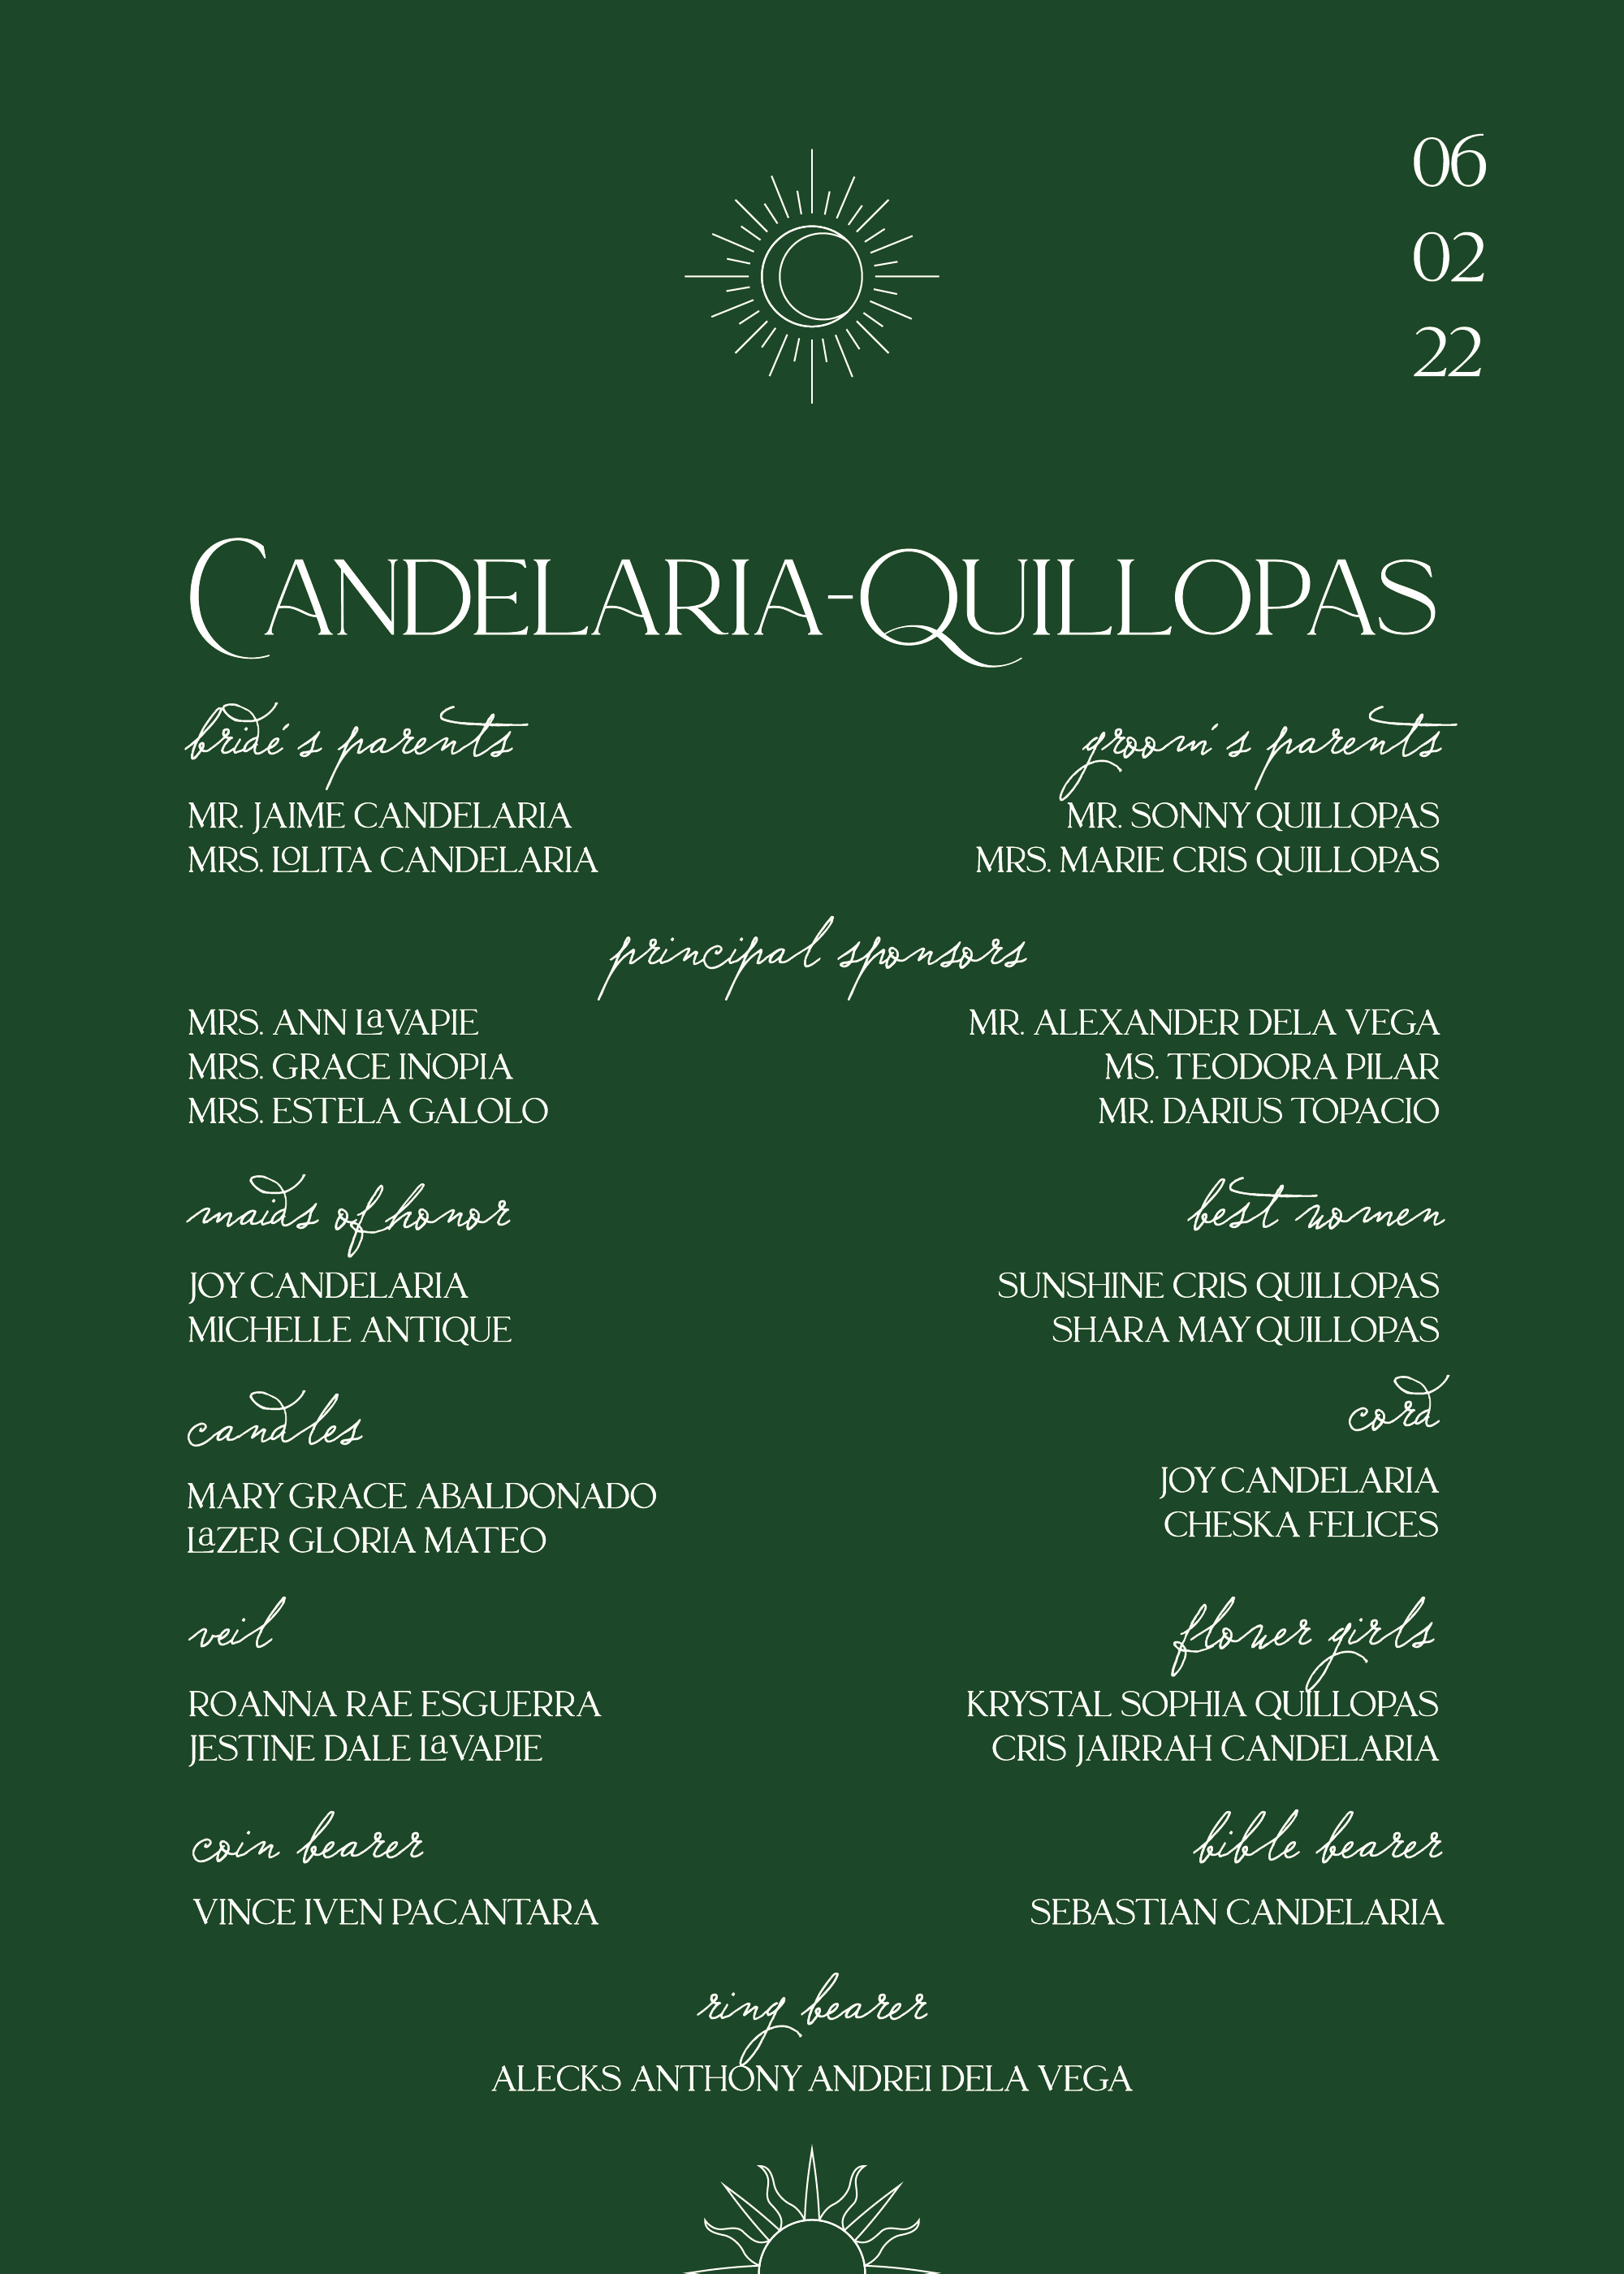 06
02
22
CANDELARIA-QUILLOPAS
bride's parents
MR. JAIME CANDELARIA
MRS. LOLITA CANDELARIA
groom's parents
MR. SONNY QUILLOPAS
MRS. MARIE CRIS QUILLOPAS
principal sponsors
MRS. ANN LaVAPIE
MRS. GRACE INOPIA
MRS. ESTELA GALOLO
MR. ALEXANDER DELA VEGA
MS. TEODORA PILAR
MR. DARIUS TOPACIO
maids of honor
JOY CANDELARIA
MICHELLE ANTIQUE
best women
SUNSHINE CRIS QUILLOPAS
SHARA MAY QUILLOPAS
candles
MARY GRACE ABALDONADO
LaZER GLORIA MATEO
cord
JOY CANDELARIA
CHESKA FELICES
veil
ROANNA RAE ESGUERRA
JESTINE DALE LaVAPIE
flower girls
KRYSTAL SOPHIA QUILLOPAS
CRIS JAIRRAH CANDELARIA
coin bearer
VINCE IVEN PACANTARA
bible bearer
SEBASTIAN CANDELARIA
ring bearer
ALECKS ANTHONY ANDREI DELA VEGA